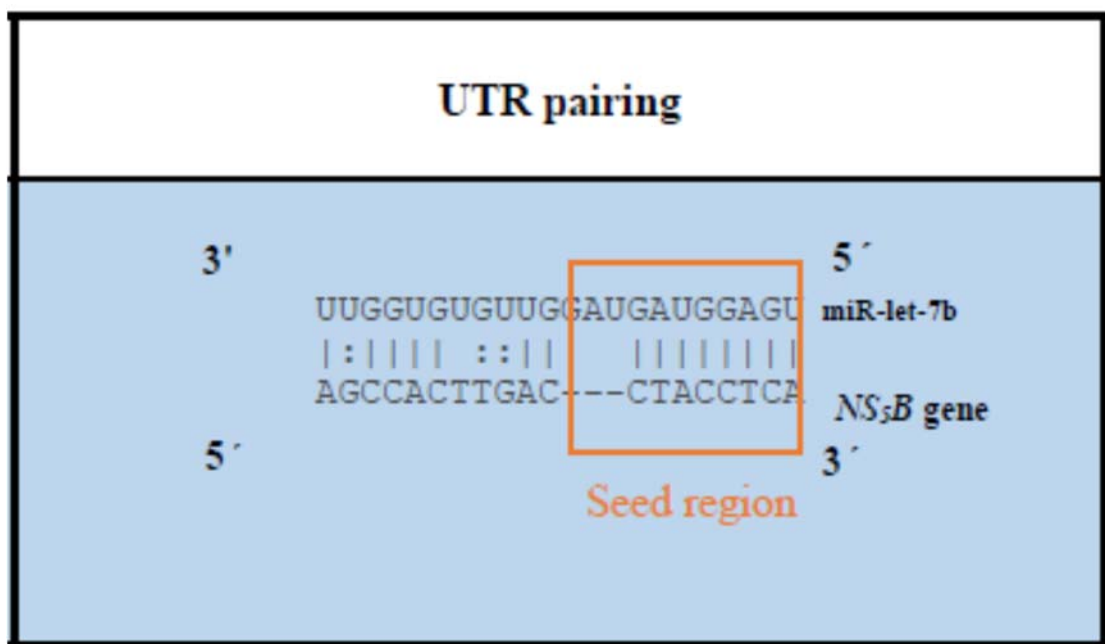 UTR pairing
3' 5´
UUGGUGUGUUGGAUGAUGGAGU miR-let-7b
|:|||| ::||   ||||||||
AGCCACTTGAC---CTACCTCA NS5B gene
5´ 3´
Seed region